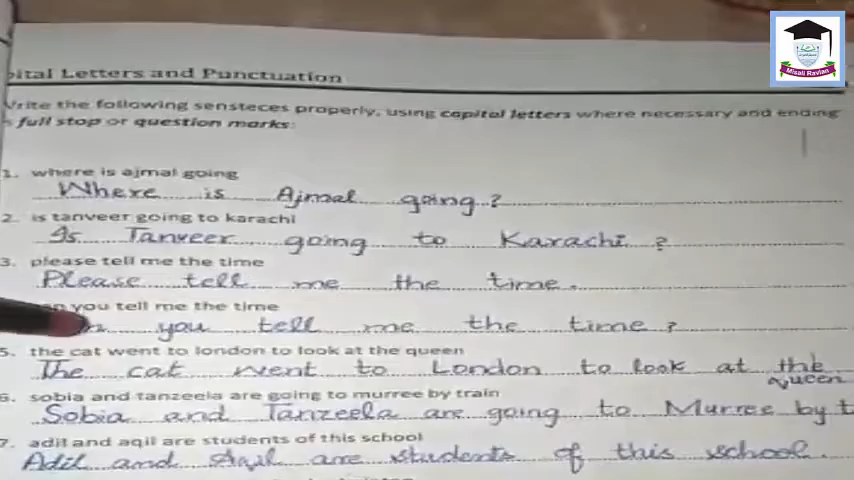 Misali Ravian
pital Letters and Punctuation
Write the following sensteces properly, using capital letters where necessary and ending
full stop or question marks:
1. where is ajmal going
Where is Ajmal going?
2. is tanveer going to karachi
Is Tanveer going to Karachi?
3. please tell me the time
Please tell me the time.
you tell me the time
you tell me the time?
5. the cat went to london to look at the queen
The cat went to London to look at the
queen
6. sobia and tanzeela are going to murree by train
Sobia and Tanzeela are going to Murree by t
7. adil and aqil are students of this school
Adil and Aqil are students of this school.